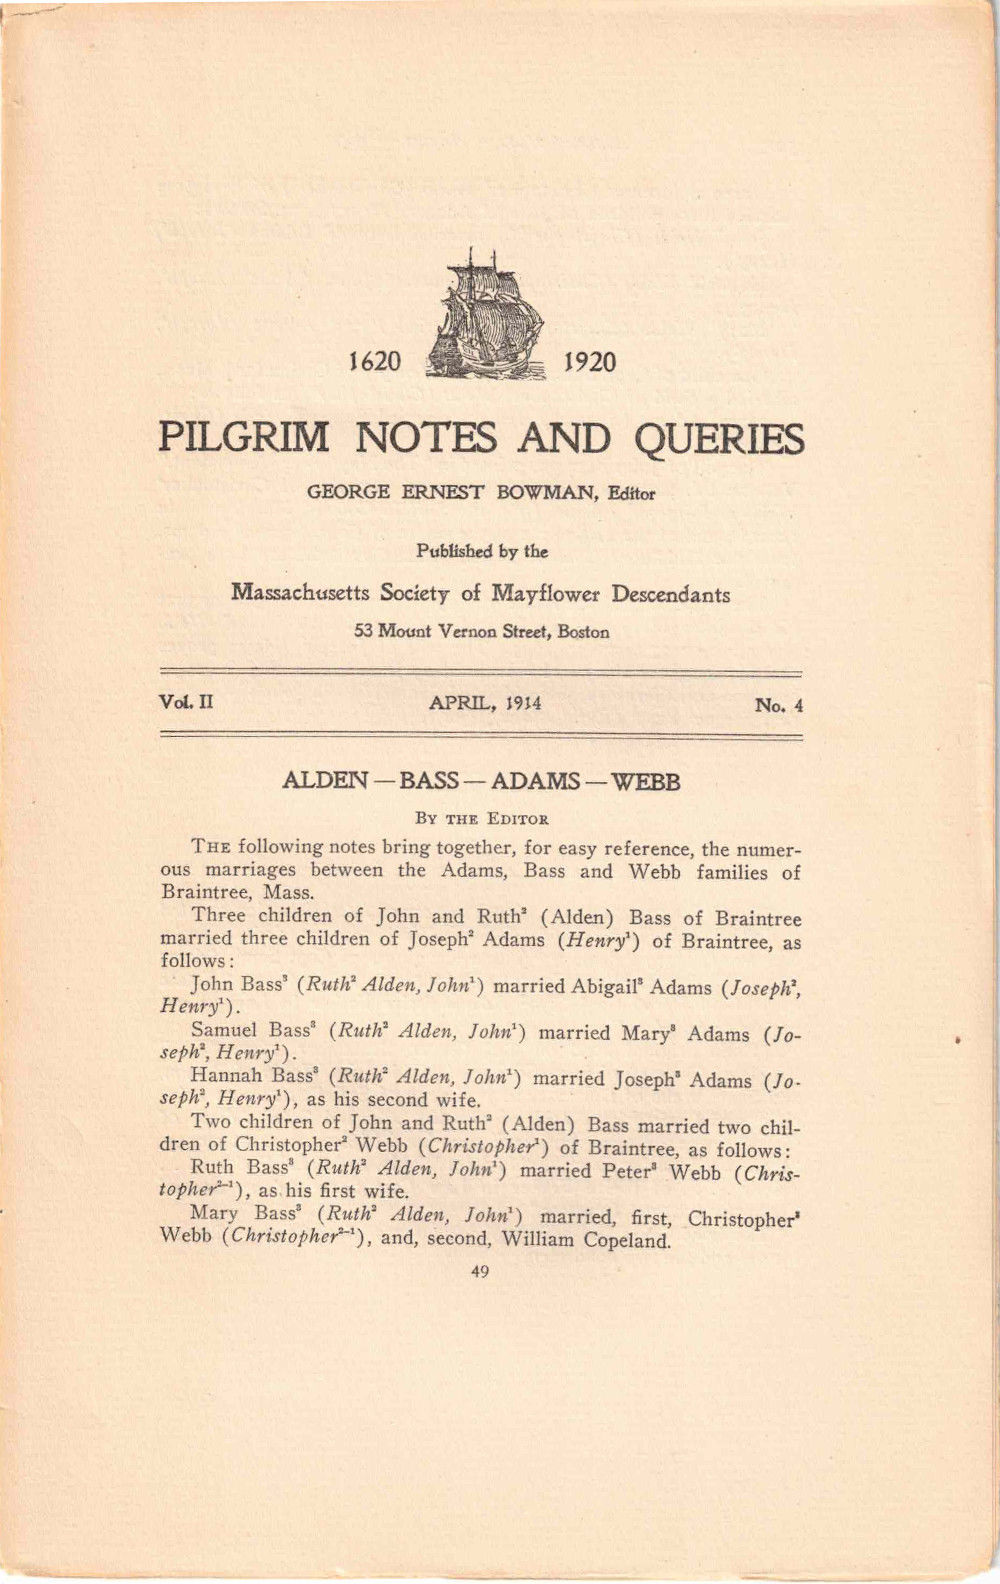 1620 1920
PILGRIM NOTES AND QUERIES
GEORGE ERNEST BOWMAN, Editor
Published by the
Massachusetts Society of Mayflower Descendants
53 Mount Vernon Street, Boston
Vol. II APRIL, 1914 No. 4
ALDEN — BASS — ADAMS — WEBB
BY THE EDITOR
THE following notes bring together, for easy reference, the numer-
ous marriages between the Adams, Bass and Webb families of
Braintree, Mass.
Three children of John and Ruth² (Alden) Bass of Braintree
married three children of Joseph² Adams (Henry¹) of Braintree, as
follows:
John Bass³ (Ruth² Alden, John¹) married Abigail³ Adams (Joseph²,
Henry¹).
Samuel Bass³ (Ruth² Alden, John¹) married Mary³ Adams (Jo-
seph², Henry¹).
Hannah Bass³ (Ruth² Alden, John¹) married Joseph³ Adams (Jo-
seph², Henry¹), as his second wife.
Two children of John and Ruth² (Alden) Bass married two chil-
dren of Christopher² Webb (Christopher¹) of Braintree, as follows:
Ruth Bass³ (Ruth² Alden, John¹) married Peter³ Webb (Chris-
topher²⁻¹), as his first wife.
Mary Bass³ (Ruth² Alden, John¹) married, first, Christopher³
Webb (Christopher²⁻¹), and, second, William Copeland.
49